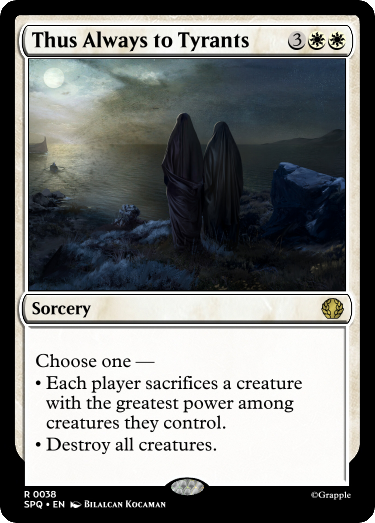 Thus Always to Tyrants 3
Sorcery
Choose one —
• Each player sacrifices a creature
with the greatest power among
creatures they control.
• Destroy all creatures.
R 0038
SPQ • EN Bilalcan Kocaman
©Grapple